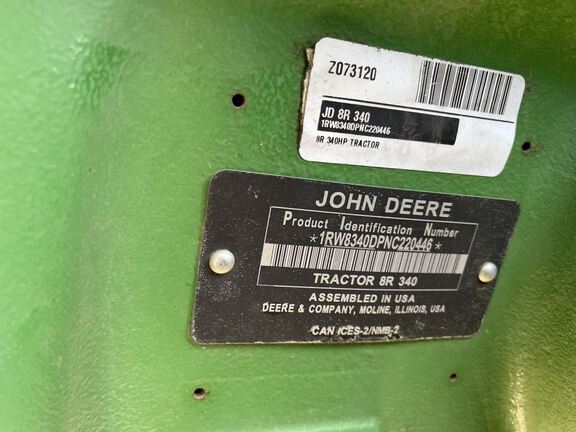 Z073120
JD 8R 340
1RW8340DPNC220446
8R 340HP TRACTOR
JOHN DEERE
Product Identification Number
*1RW8340DPNC220446*
TRACTOR 8R 340
ASSEMBLED IN USA
DEERE & COMPANY, MOLINE, ILLINOIS, USA
CAN ICES-2/NMB-2